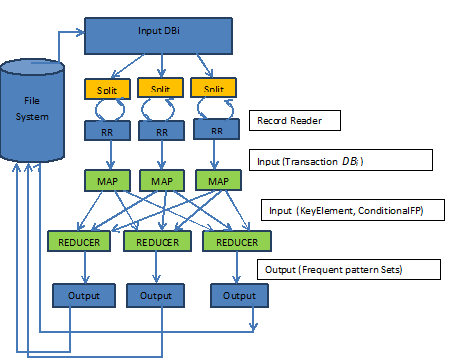 Input DBi
File
System
Split Split Split
RR RR RR
Record Reader
Input (Transaction DBi)
MAP MAP MAP
Input (KeyElement, ConditionalFP)
REDUCER REDUCER REDUCER
Output (Frequent pattern Sets)
Output Output Output